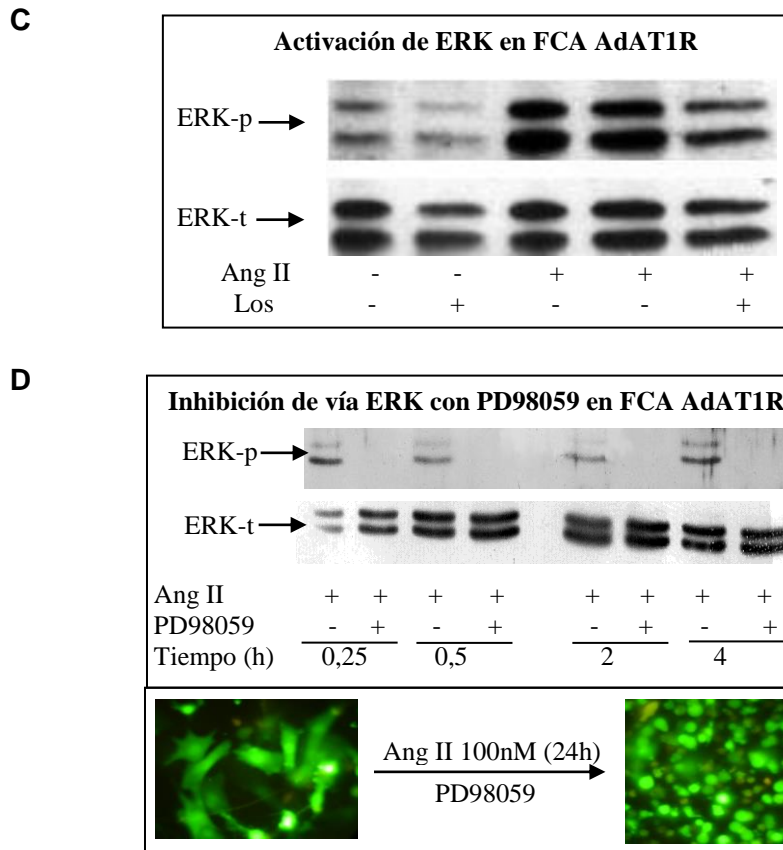 C
Activación de ERK en FCA AdAT1R
ERK-p
ERK-t
Ang II - - + + +
Los - + - - +
D
Inhibición de vía ERK con PD98059 en FCA AdAT1R
ERK-p
ERK-t
Ang II + + + + + + + +
PD98059 - + - + - + - +
Tiempo (h) 0,25 0,5 2 4
Ang II 100nM (24h)
PD98059